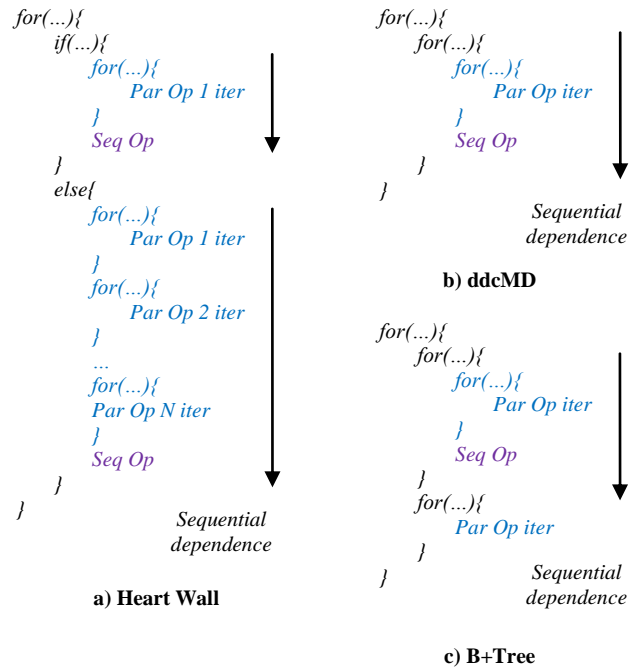 for(...){
if(...){
for(...){
Par Op 1 iter
}
Seq Op
}
else{
for(...){
Par Op 1 iter
}
for(...){
Par Op 2 iter
}
...
for(...){
Par Op N iter
}
Seq Op
}
}
Sequential
dependence
a) Heart Wall
for(...){
for(...){
for(...){
Par Op iter
}
Seq Op
}
}
Sequential
dependence
b) ddcMD
for(...){
for(...){
for(...){
Par Op iter
}
Seq Op
}
for(...){
Par Op iter
}
}
Sequential
dependence
c) B+Tree